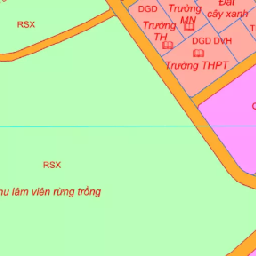 DGD
Trường
MN
Đất
cây xanh
RSX
Trường
TH
DGD DVH
Trường THPT
RSX
lâm viên rừng trồng